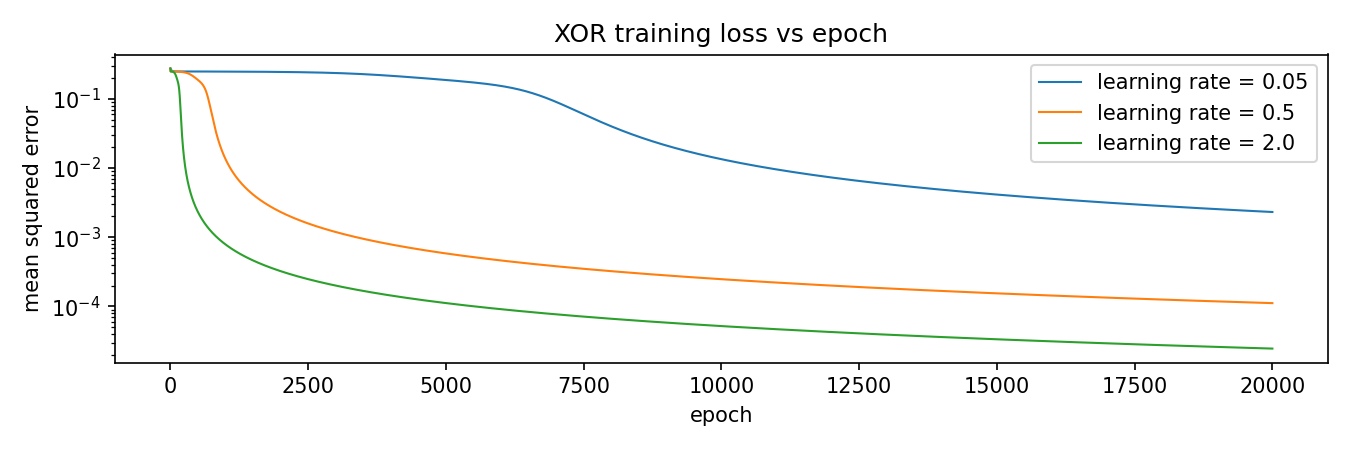 XOR training loss vs epoch
mean squared error
10⁻¹
10⁻²
10⁻³
10⁻⁴
learning rate = 0.05
learning rate = 0.5
learning rate = 2.0
0 2500 5000 7500 10000 12500 15000 17500 20000
epoch